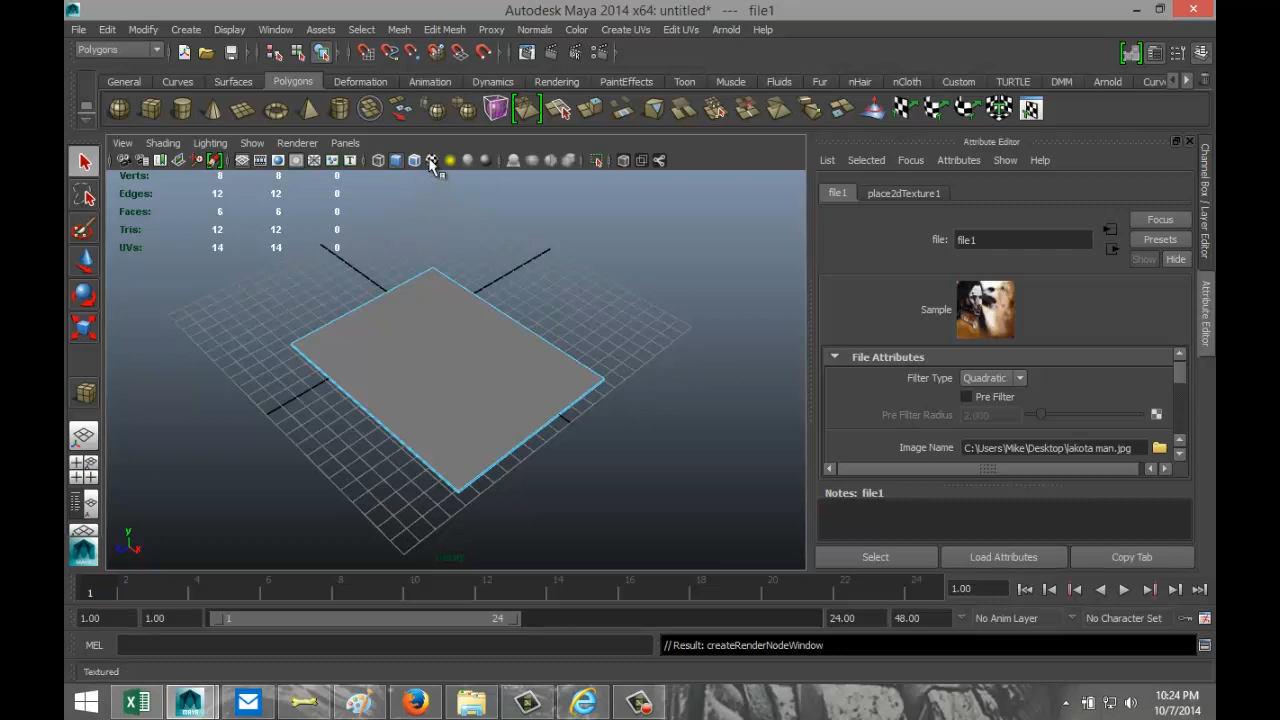 Autodesk Maya 2014 x64: untitled* --- file1
File Edit Modify Create Display Window Assets Select Mesh Edit Mesh Proxy Normals Color Create UVs Edit UVs Arnold Help
Polygons
General Curves Surfaces Polygons Deformation Animation Dynamics Rendering PaintEffects Toon Muscle Fluids Fur nHair nCloth Custom TURTLE DMM Arnold Curv
View Shading Lighting Show Renderer Panels
Attribute Editor
List Selected Focus Attributes Show Help
Verts: 8 8 0
Edges: 12 12 0
Faces: 6 6 0
Tris: 12 12 0
UVs: 14 14 0
file1 place2dTexture1
file: file1
Focus
Presets
Show Hide
Sample
File Attributes
Filter Type Quadratic
Pre Filter
Pre Filter Radius 2.000
Image Name C:\Users\Mike\Desktop\lakota man.jpg
Notes: file1
Select Load Attributes Copy Tab
Channel Box / Layer Editor
Attribute Editor
y
x
2 4 6 8 10 12 14 16 18 20 22 24
1
1.00
1.00 1.00 1 24 24.00 48.00 No Anim Layer No Character Set
MEL // Result: createRenderNodeWindow
Textured
10:24 PM
10/7/2014